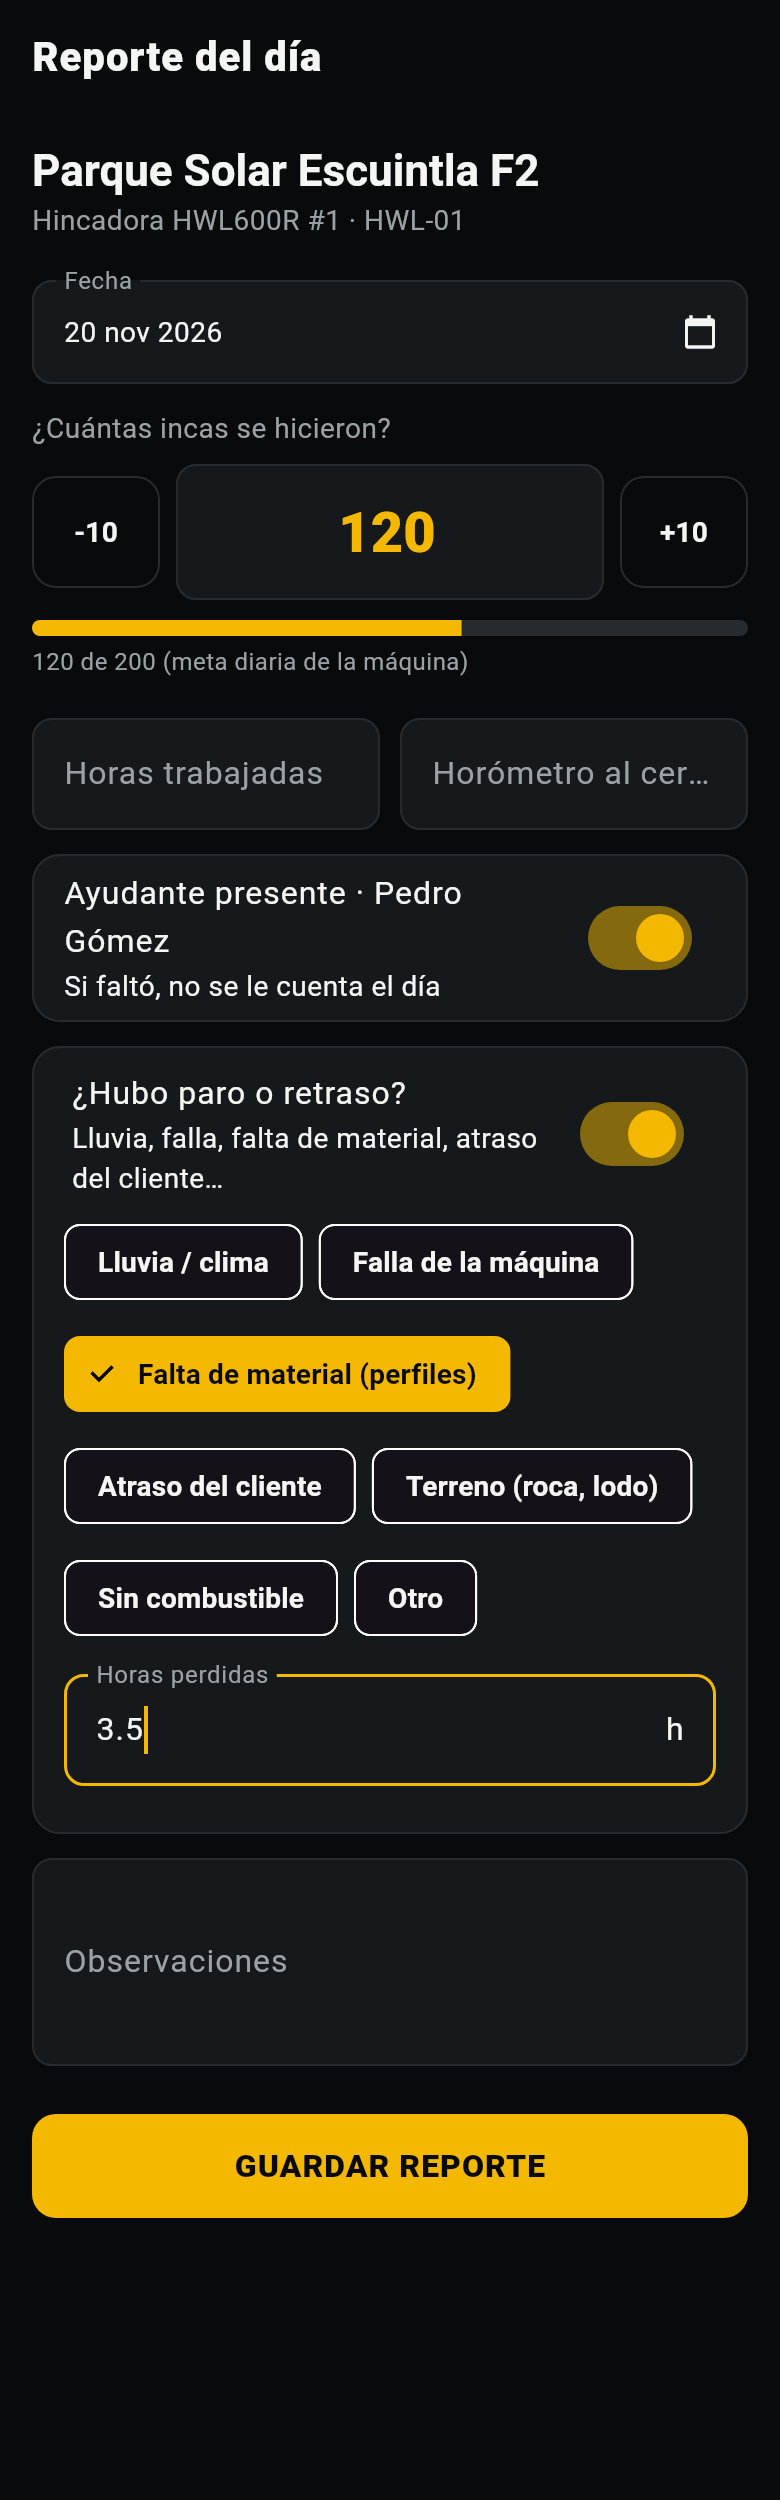 Reporte del día
Parque Solar Escuintla F2
Hincadora HWL600R #1 · HWL-01
Fecha
20 nov 2026
¿Cuántas incas se hicieron?
-10
120
+10
120 de 200 (meta diaria de la máquina)
Horas trabajadas
Horómetro al cer…
Ayudante presente · Pedro
Gómez
Si faltó, no se le cuenta el día
¿Hubo paro o retraso?
Lluvia, falla, falta de material, atraso
del cliente…
Lluvia / clima
Falla de la máquina
Falta de material (perfiles)
Atraso del cliente
Terreno (roca, lodo)
Sin combustible
Otro
Horas perdidas
3.5
h
Observaciones
GUARDAR REPORTE